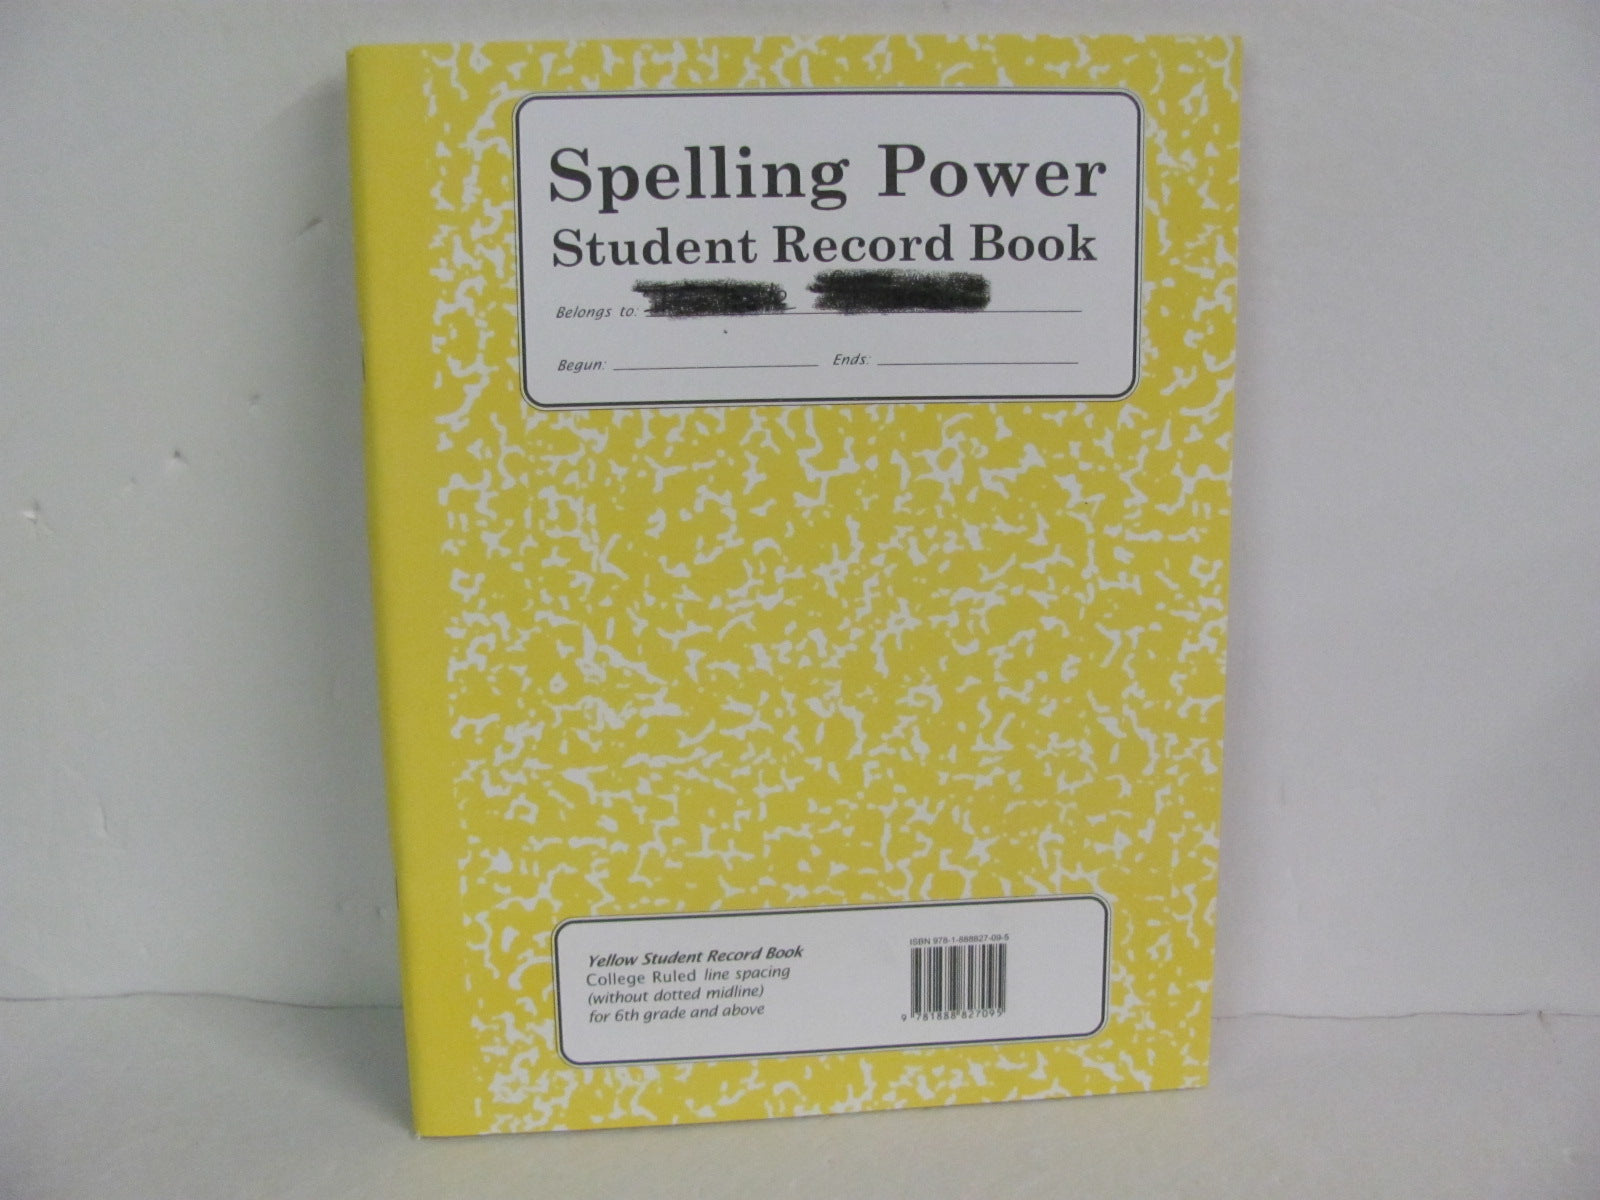 Spelling Power
Student Record Book
Belongs to:
Begun: Ends:
Yellow Student Record Book
College Ruled line spacing
(without dotted midline)
for 6th grade and above
ISBN 978-1-888827-09-5
9 781888 827095